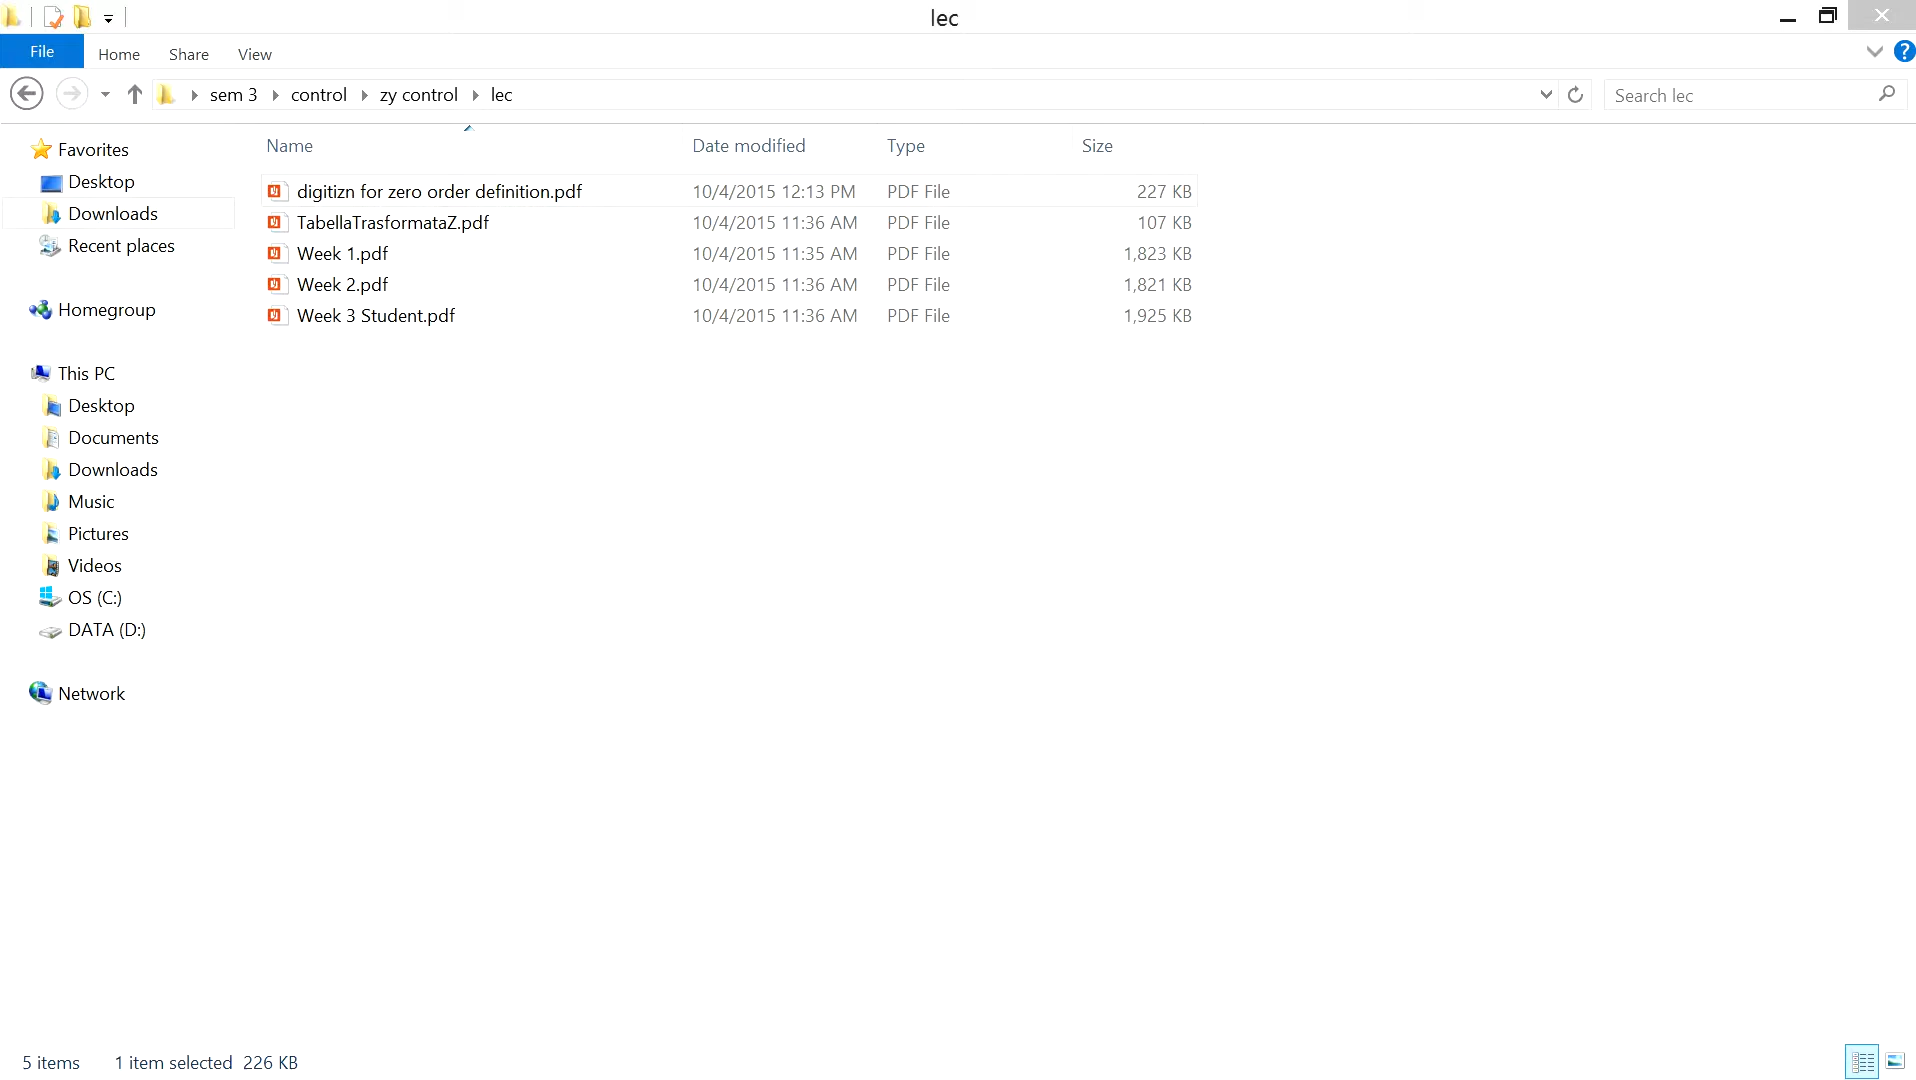 lec
File Home Share View
sem 3 control zy control lec Search lec
Name Date modified Type Size
digitizn for zero order definition.pdf 10/4/2015 12:13 PM PDF File 227 KB
TabellaTrasformataZ.pdf 10/4/2015 11:36 AM PDF File 107 KB
Week 1.pdf 10/4/2015 11:35 AM PDF File 1,823 KB
Week 2.pdf 10/4/2015 11:36 AM PDF File 1,821 KB
Week 3 Student.pdf 10/4/2015 11:36 AM PDF File 1,925 KB
Favorites
Desktop
Downloads
Recent places
Homegroup
This PC
Desktop
Documents
Downloads
Music
Pictures
Videos
OS (C:)
DATA (D:)
Network
5 items 1 item selected 226 KB